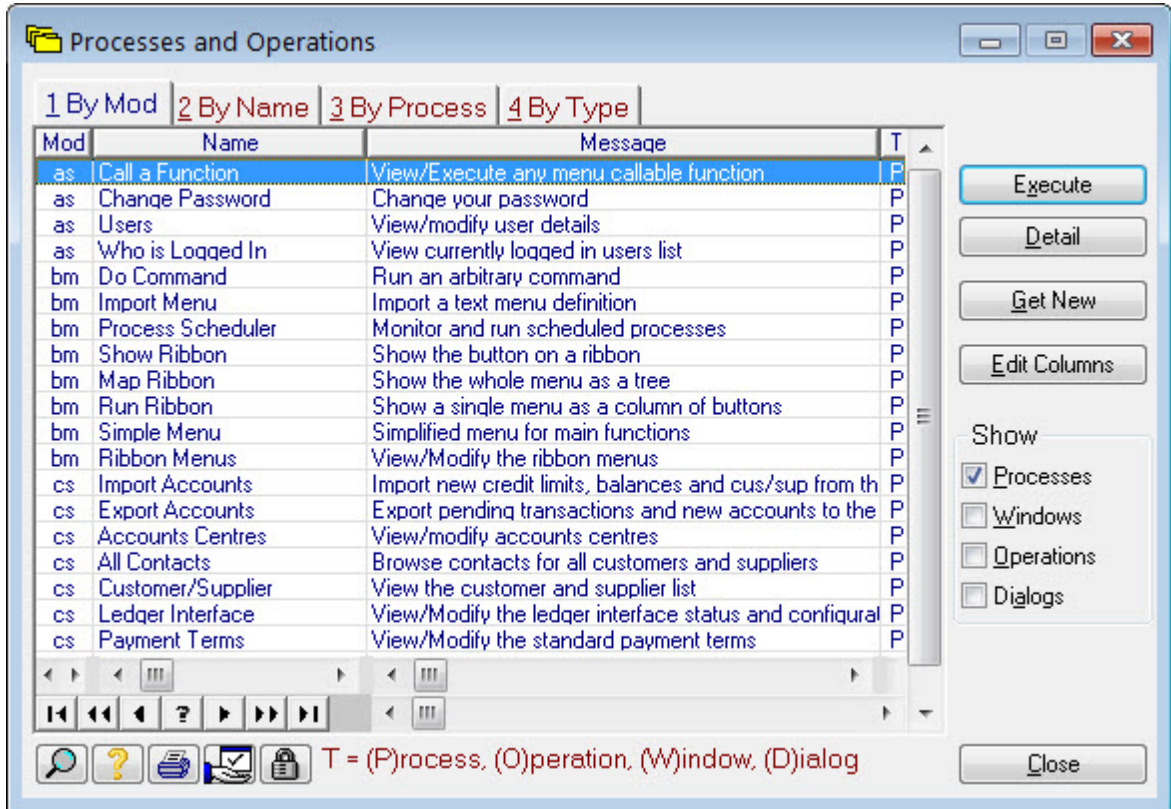 Processes and Operations
1 By Mod 2 By Name 3 By Process 4 By Type
Mod Name Message T
as Call a Function View/Execute any menu callable function P
as Change Password Change your password P
as Users View/modify user details P
as Who is Logged In View currently logged in users list P
bm Do Command Run an arbitrary command P
bm Import Menu Import a text menu definition P
bm Process Scheduler Monitor and run scheduled processes P
bm Show Ribbon Show the button on a ribbon P
bm Map Ribbon Show the whole menu as a tree P
bm Run Ribbon Show a single menu as a column of buttons P
bm Simple Menu Simplified menu for main functions P
bm Ribbon Menus View/Modify the ribbon menus P
cs Import Accounts Import new credit limits, balances and cus/sup from th P
cs Export Accounts Export pending transactions and new accounts to the P
cs Accounts Centres View/modify accounts centres P
cs All Contacts Browse contacts for all customers and suppliers P
cs Customer/Supplier View the customer and supplier list P
cs Ledger Interface View/Modify the ledger interface status and configurat P
cs Payment Terms View/Modify the standard payment terms P
?
?
T = (P)rocess, (O)peration, (W)indow, (D)ialog
Execute
Detail
Get New
Edit Columns
Show
Processes
Windows
Operations
Dialogs
Close